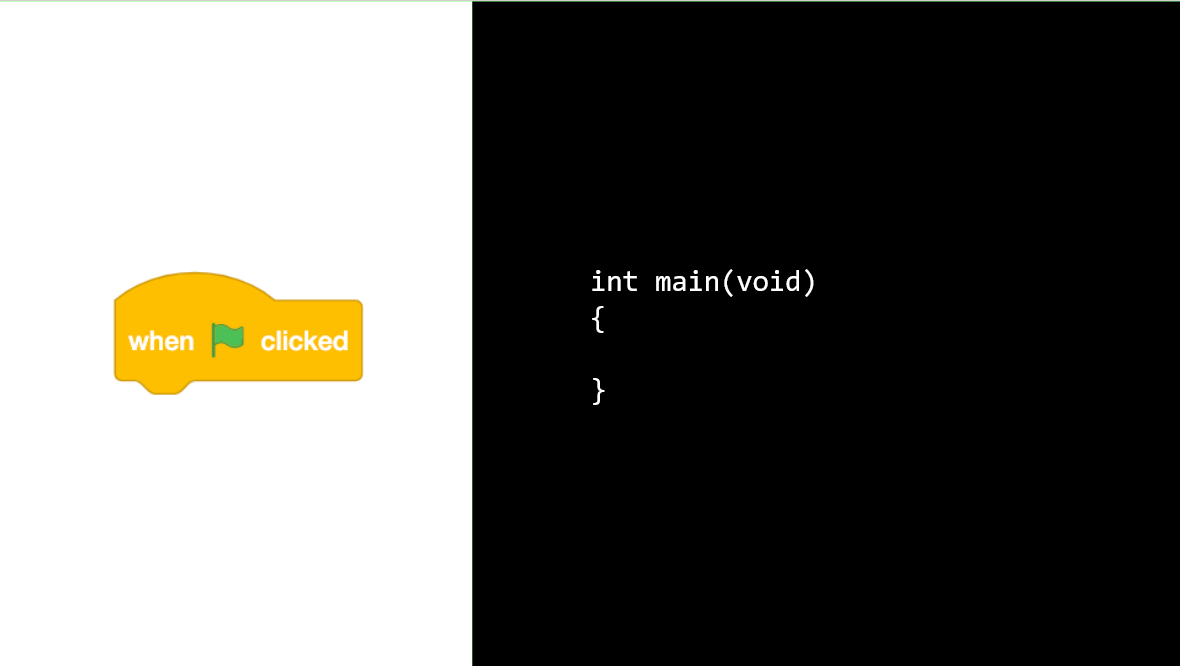 when clicked
int main(void)
{
}